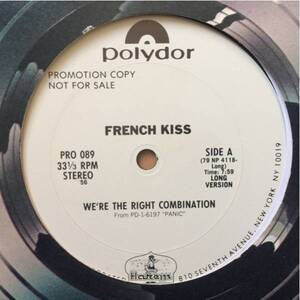 polydor
PROMOTION COPY
NOT FOR SALE
FRENCH KISS
PRO 089
33⅓ RPM
STEREO
56
SIDE A
(79 NP 4118-
Long)
Time: 7:59
LONG
VERSION
WE'RE THE RIGHT COMBINATION
From PD-1-6197 "PANIC"
810 SEVENTH AVENUE, NEW YORK, NY 10019